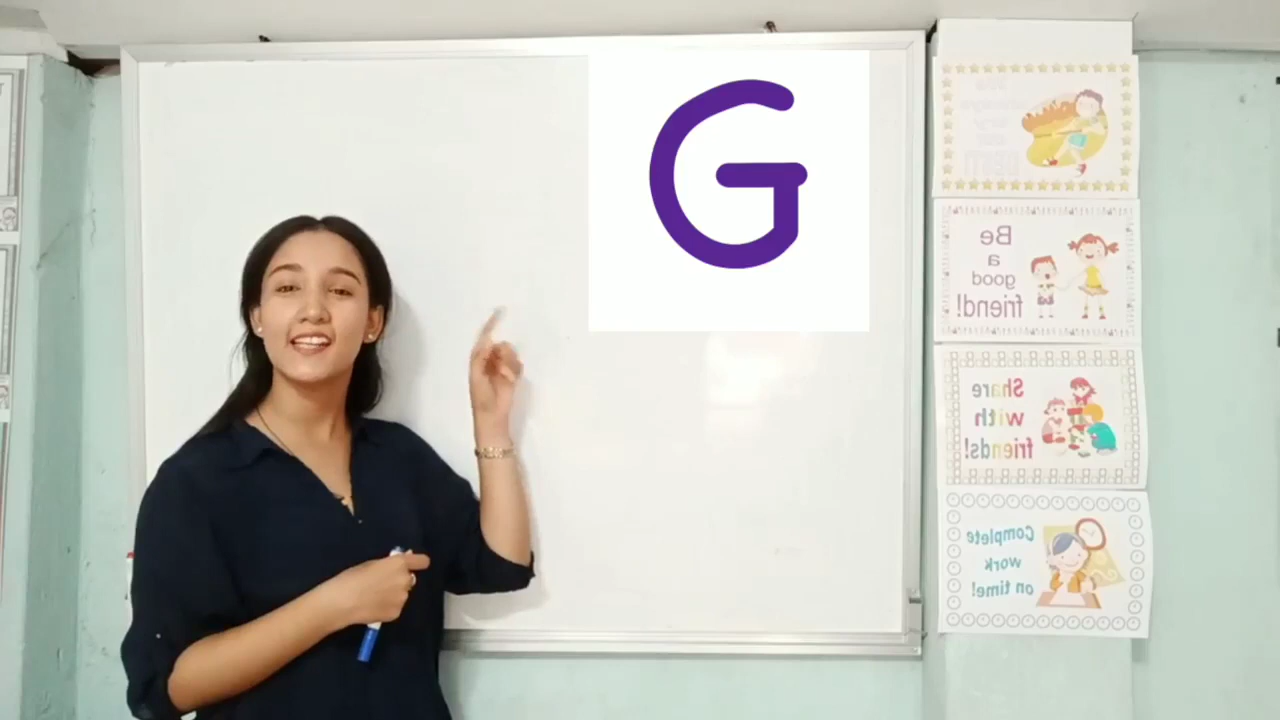 G
Be
a
good
friend!
Share
with
friends!
Complete
work
on time!